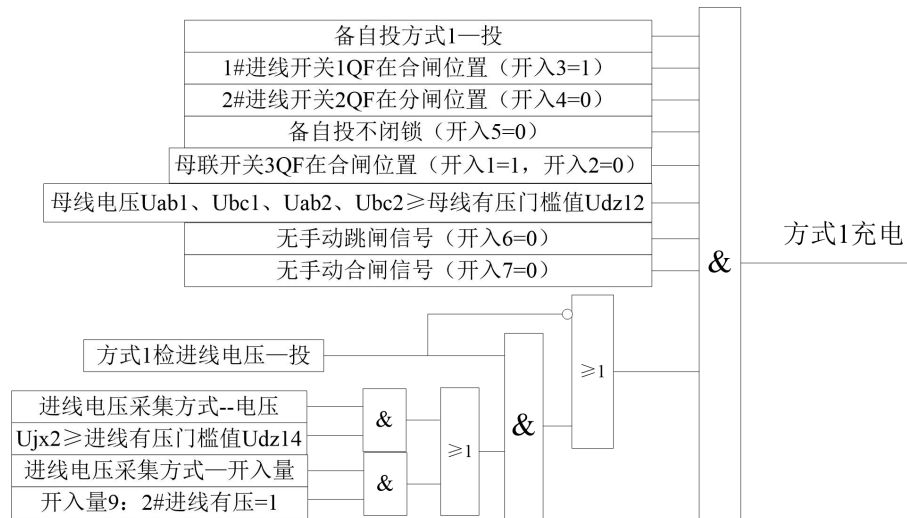 备自投方式1—投
1#进线开关1QF在合闸位置（开入3=1）
2#进线开关2QF在分闸位置（开入4=0）
备自投不闭锁（开入5=0）
母联开关3QF在合闸位置（开入1=1，开入2=0）
母线电压Uab1、Ubc1、Uab2、Ubc2≥母线有压门槛值Udz12
无手动跳闸信号（开入6=0）
无手动合闸信号（开入7=0）
&
方式1充电
方式1检进线电压—投
≥1
进线电压采集方式--电压
Ujx2≥进线有压门槛值Udz14
&
≥1
&
进线电压采集方式—开入量
开入量9：2#进线有压=1
&